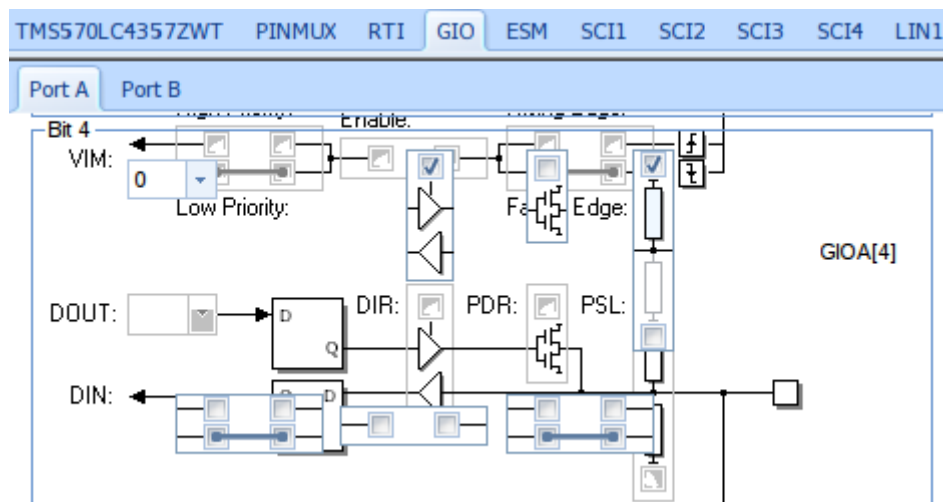 TMS570LC4357ZWT PINMUX RTI GIO ESM SCI1 SCI2 SCI3 SCI4 LIN1
Port A Port B
Bit 4
Enable:
VIM:
0
Low Priority:
Edge:
GIOA[4]
DOUT:
D
Q
DIR:
PDR:
PSL:
DIN:
D